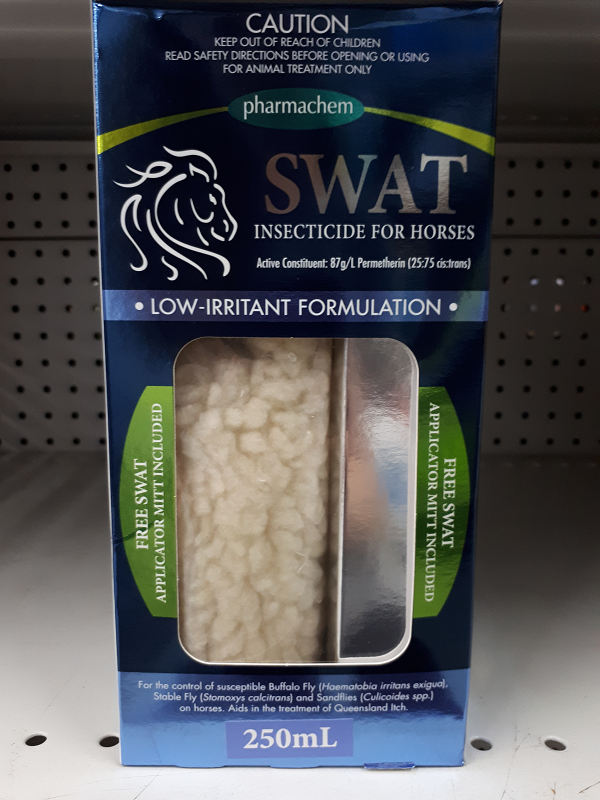 CAUTION
KEEP OUT OF REACH OF CHILDREN
READ SAFETY DIRECTIONS BEFORE OPENING OR USING
FOR ANIMAL TREATMENT ONLY
pharmachem
SWAT
INSECTICIDE FOR HORSES
Active Constituent: 87g/L Permetherin (25:75 cis:trans)
• LOW-IRRITANT FORMULATION •
FREE SWAT
APPLICATOR MITT INCLUDED
FREE SWAT
APPLICATOR MITT INCLUDED
For the control of susceptible Buffalo Fly (Haematobia irritans exigua),
Stable Fly (Stomoxys calcitrans) and Sandflies (Culicoides spp.)
on horses. Aids in the treatment of Queensland Itch.
250mL